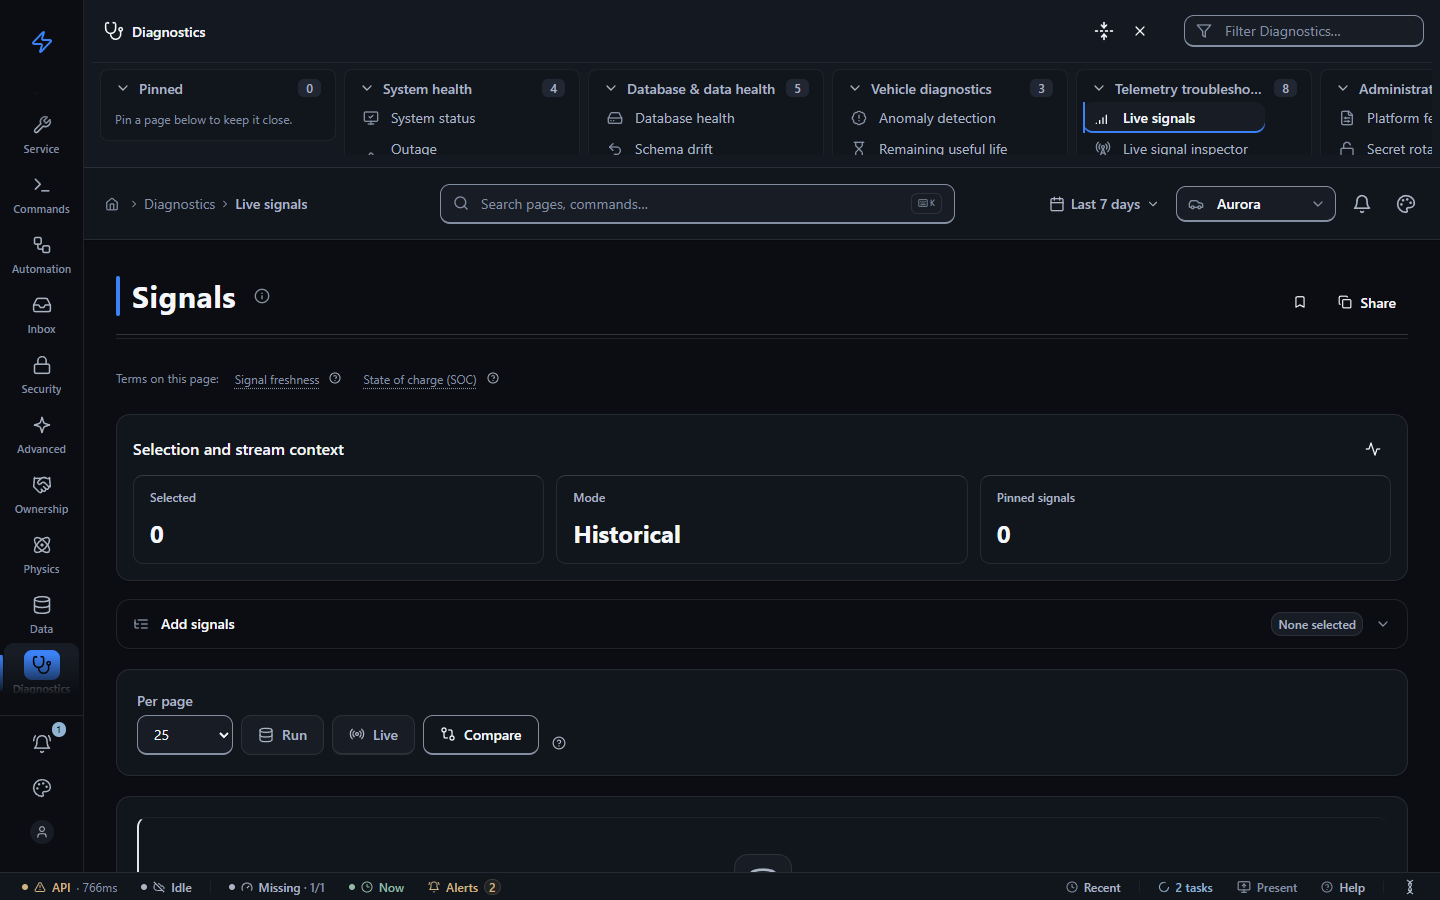 Diagnostics
Filter Diagnostics...
Pinned 0
Pin a page below to keep it close.
System health 4
System status
Outage
Database & data health 5
Database health
Schema drift
Vehicle diagnostics 3
Anomaly detection
Remaining useful life
Telemetry troublesho... 8
Live signals
Live signal inspector
Administrat
Platform fe
Secret rota
Service
Commands
Automation
Inbox
Security
Advanced
Ownership
Physics
Data
Diagnostics
1
Diagnostics
Live signals
Search pages, commands...
K
Last 7 days
Aurora
Signals
Share
Terms on this page: Signal freshness State of charge (SOC)
Selection and stream context
Selected
0
Mode
Historical
Pinned signals
0
Add signals
None selected
Per page
25
Run
Live
Compare
API · 766ms
Idle
Missing · 1/1
Now
Alerts 2
Recent
2 tasks
Present
Help